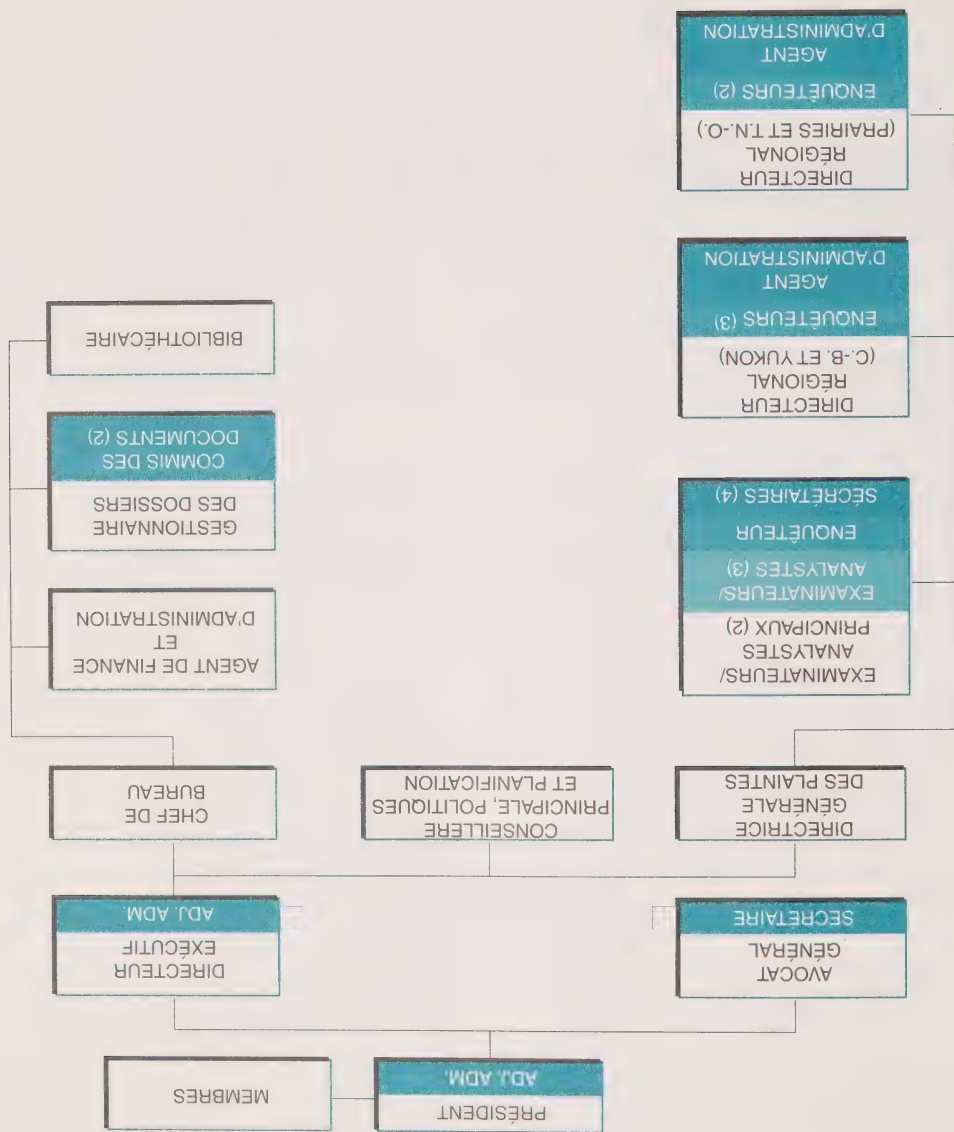 PRÉSIDENT
ADJ. ADM.
MEMBRES
AVOCAT
GÉNÉRAL
SECRÉTAIRE
DIRECTEUR
EXÉCUTIF
ADJ. ADM.
DIRECTRICE
GÉNÉRALE
DES PLAINTES
CONSEILLERE
PRINCIPALE, POLITIQUES
ET PLANIFICATION
CHEF DE
BUREAU
EXAMINATEURS/
ANALYSTES
PRINCIPAUX (2)
EXAMINATEURS/
ANALYSTES (3)
ENQUÊTEUR
SÉCRÉTAIRES (4)
DIRECTEUR
RÉGIONAL
(C.-B. ET YUKON)
ENQUÊTEURS (3)
AGENT
D'ADMINISTRATION
DIRECTEUR
RÉGIONAL
(PRAIRIES ET T.N.-O.)
ENQUÊTEURS (2)
AGENT
D'ADMINISTRATION
AGENT DE FINANCE
ET
D'ADMINISTRATION
GESTIONNAIRE
DES DOSSIERS
COMMIS DES
DOCUMENTS (2)
BIBLIOTHÉCAIRE